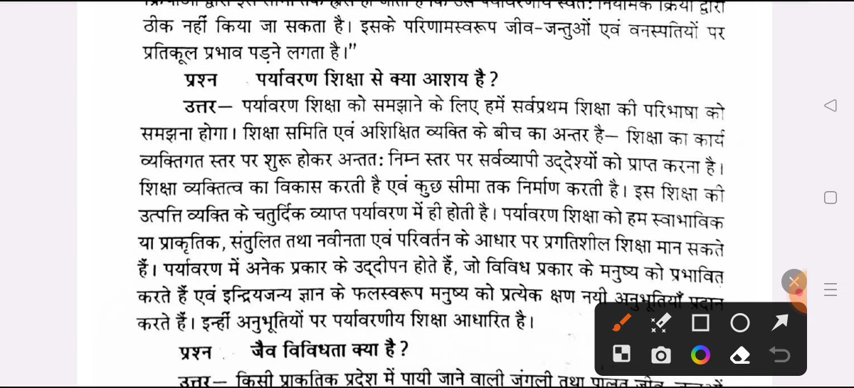 ठीक नहीं किया जा सकता है। इसके परिणामस्वरूप जीव-जन्तुओं एवं वनस्पतियों पर
प्रतिकूल प्रभाव पड़ने लगता है।”
प्रश्न पर्यावरण शिक्षा से क्या आशय है?
उत्तर— पर्यावरण शिक्षा को समझाने के लिए हमें सर्वप्रथम शिक्षा की परिभाषा को
समझना होगा। शिक्षा समिति एवं अशिक्षित व्यक्ति के बीच का अन्तर है— शिक्षा का कार्य
व्यक्तिगत स्तर पर शुरू होकर अन्ततः निम्न स्तर पर सर्वव्यापी उद्देश्यों को प्राप्त करना है।
शिक्षा व्यक्तित्व का विकास करती है एवं कुछ सीमा तक निर्माण करती है। इस शिक्षा की
उत्पत्ति व्यक्ति के चतुर्दिक व्याप्त पर्यावरण में ही होती है। पर्यावरण शिक्षा को हम स्वाभाविक
या प्राकृतिक, संतुलित तथा नवीनता एवं परिवर्तन के आधार पर प्रगतिशील शिक्षा मान सकते
हैं। पर्यावरण में अनेक प्रकार के उद्दीपन होते हैं, जो विविध प्रकार के मनुष्य को प्रभावित
करते हैं एवं इन्द्रियजन्य ज्ञान के फलस्वरूप मनुष्य को प्रत्येक क्षण नयी अनुभूतियाँ प्रदान
करते हैं। इन्हीं अनुभूतियों पर पर्यावरणीय शिक्षा आधारित है।
प्रश्न जैव विविधता क्या है?
उत्तर— किसी प्राकृतिक प्रदेश में पायी जाने वाली जंगली तथा पालतू